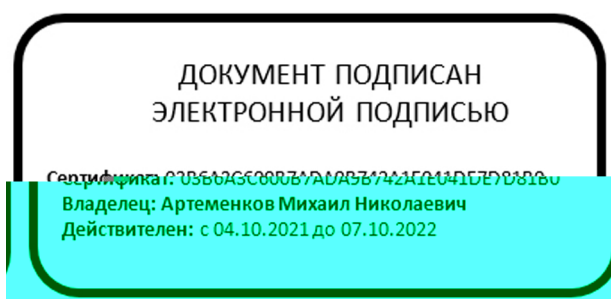 ДОКУМЕНТ ПОДПИСАН
ЭЛЕКТРОННОЙ ПОДПИСЬЮ
Сертификат:
Владелец: Артеменков Михаил Николаевич
Действителен: с 04.10.2021 до 07.10.2022